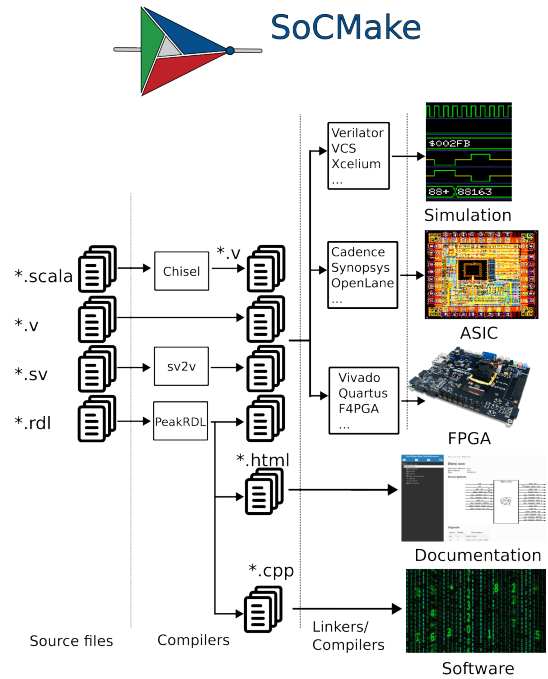 SoCMake
Verilator
VCS
Xcelium
...
$002FB
88+
88163
Simulation
*.scala
Chisel
*.v
Cadence
Synopsys
OpenLane
...
ASIC
*.v
*.sv
sv2v
*.rdl
PeakRDL
Vivado
Quartus
F4PGA
...
FPGA
*.html
Documentation
*.cpp
Source files
Compilers
Linkers/
Compilers
Software